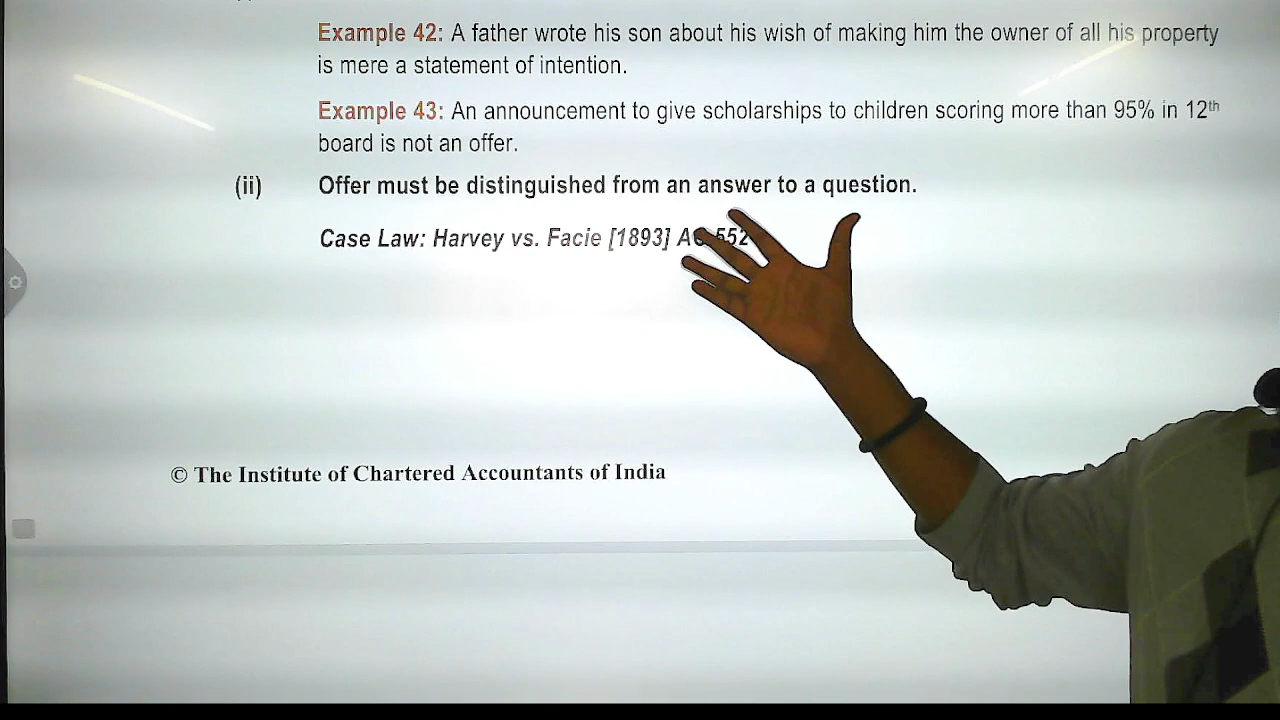 Example 42: A father wrote his son about his wish of making him the owner of all his property
is mere a statement of intention.
Example 43: An announcement to give scholarships to children scoring more than 95% in 12th
board is not an offer.
(ii) Offer must be distinguished from an answer to a question.
Case Law: Harvey vs. Facie [1893] AC 552
© The Institute of Chartered Accountants of India